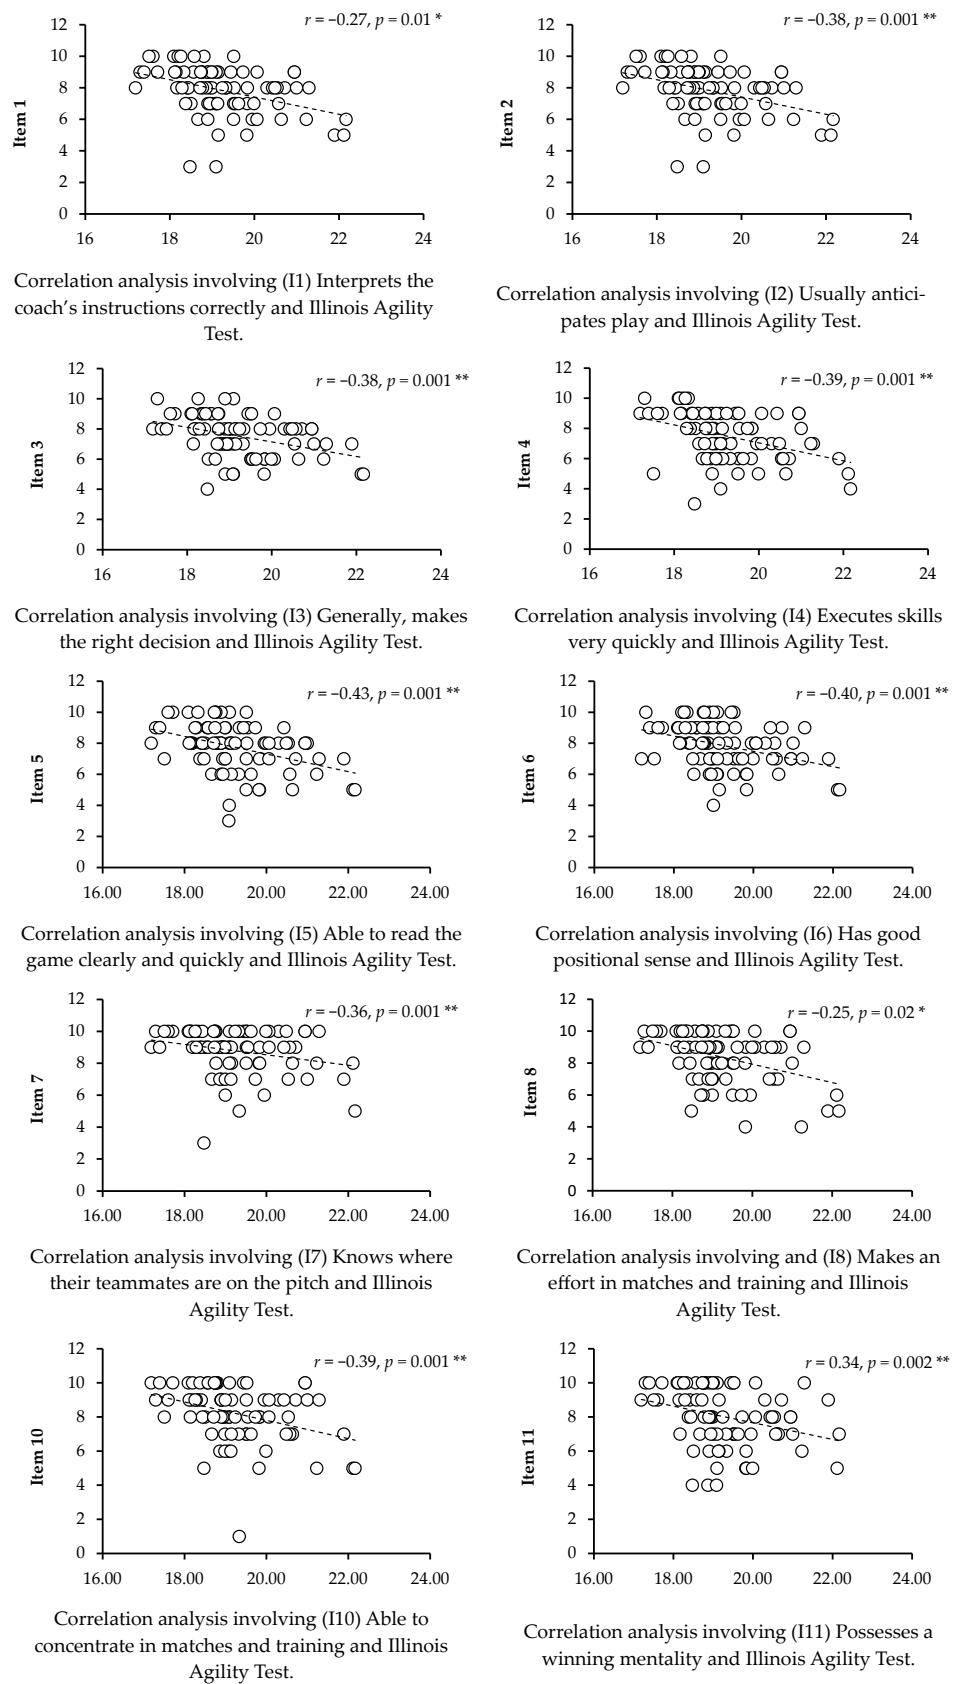 r = −0.27, p = 0.01 *
12
10
8
6
4
2
0
Item 1
16 18 20 22 24
Correlation analysis involving (I1) Interprets the
coach's instructions correctly and Illinois Agility
Test.
r = −0.38, p = 0.001 **
12
10
8
6
4
2
0
Item 2
16 18 20 22 24
Correlation analysis involving (I2) Usually antici-
pates play and Illinois Agility Test.
r = −0.38, p = 0.001 **
12
10
8
6
4
2
0
Item 3
16 18 20 22 24
Correlation analysis involving (I3) Generally, makes
the right decision and Illinois Agility Test.
r = −0.39, p = 0.001 **
12
10
8
6
4
2
0
Item 4
16 18 20 22 24
Correlation analysis involving (I4) Executes skills
very quickly and Illinois Agility Test.
r = −0.43, p = 0.001 **
12
10
8
6
4
2
0
Item 5
16.00 18.00 20.00 22.00 24.00
Correlation analysis involving (I5) Able to read the
game clearly and quickly and Illinois Agility Test.
r = −0.40, p = 0.001 **
12
10
8
6
4
2
0
Item 6
16.00 18.00 20.00 22.00 24.00
Correlation analysis involving (I6) Has good
positional sense and Illinois Agility Test.
r = −0.36, p = 0.001 **
12
10
8
6
4
2
0
Item 7
16.00 18.00 20.00 22.00 24.00
Correlation analysis involving (I7) Knows where
their teammates are on the pitch and Illinois
Agility Test.
r = −0.25, p = 0.02 *
12
10
8
6
4
2
0
Item 8
16.00 18.00 20.00 22.00 24.00
Correlation analysis involving and (I8) Makes an
effort in matches and training and Illinois
Agility Test.
r = −0.39, p = 0.001 **
12
10
8
6
4
2
0
Item 10
16.00 18.00 20.00 22.00 24.00
Correlation analysis involving (I10) Able to
concentrate in matches and training and Illinois
Agility Test.
r = 0.34, p = 0.002 **
12
10
8
6
4
2
0
Item 11
16.00 18.00 20.00 22.00 24.00
Correlation analysis involving (I11) Possesses a
winning mentality and Illinois Agility Test.